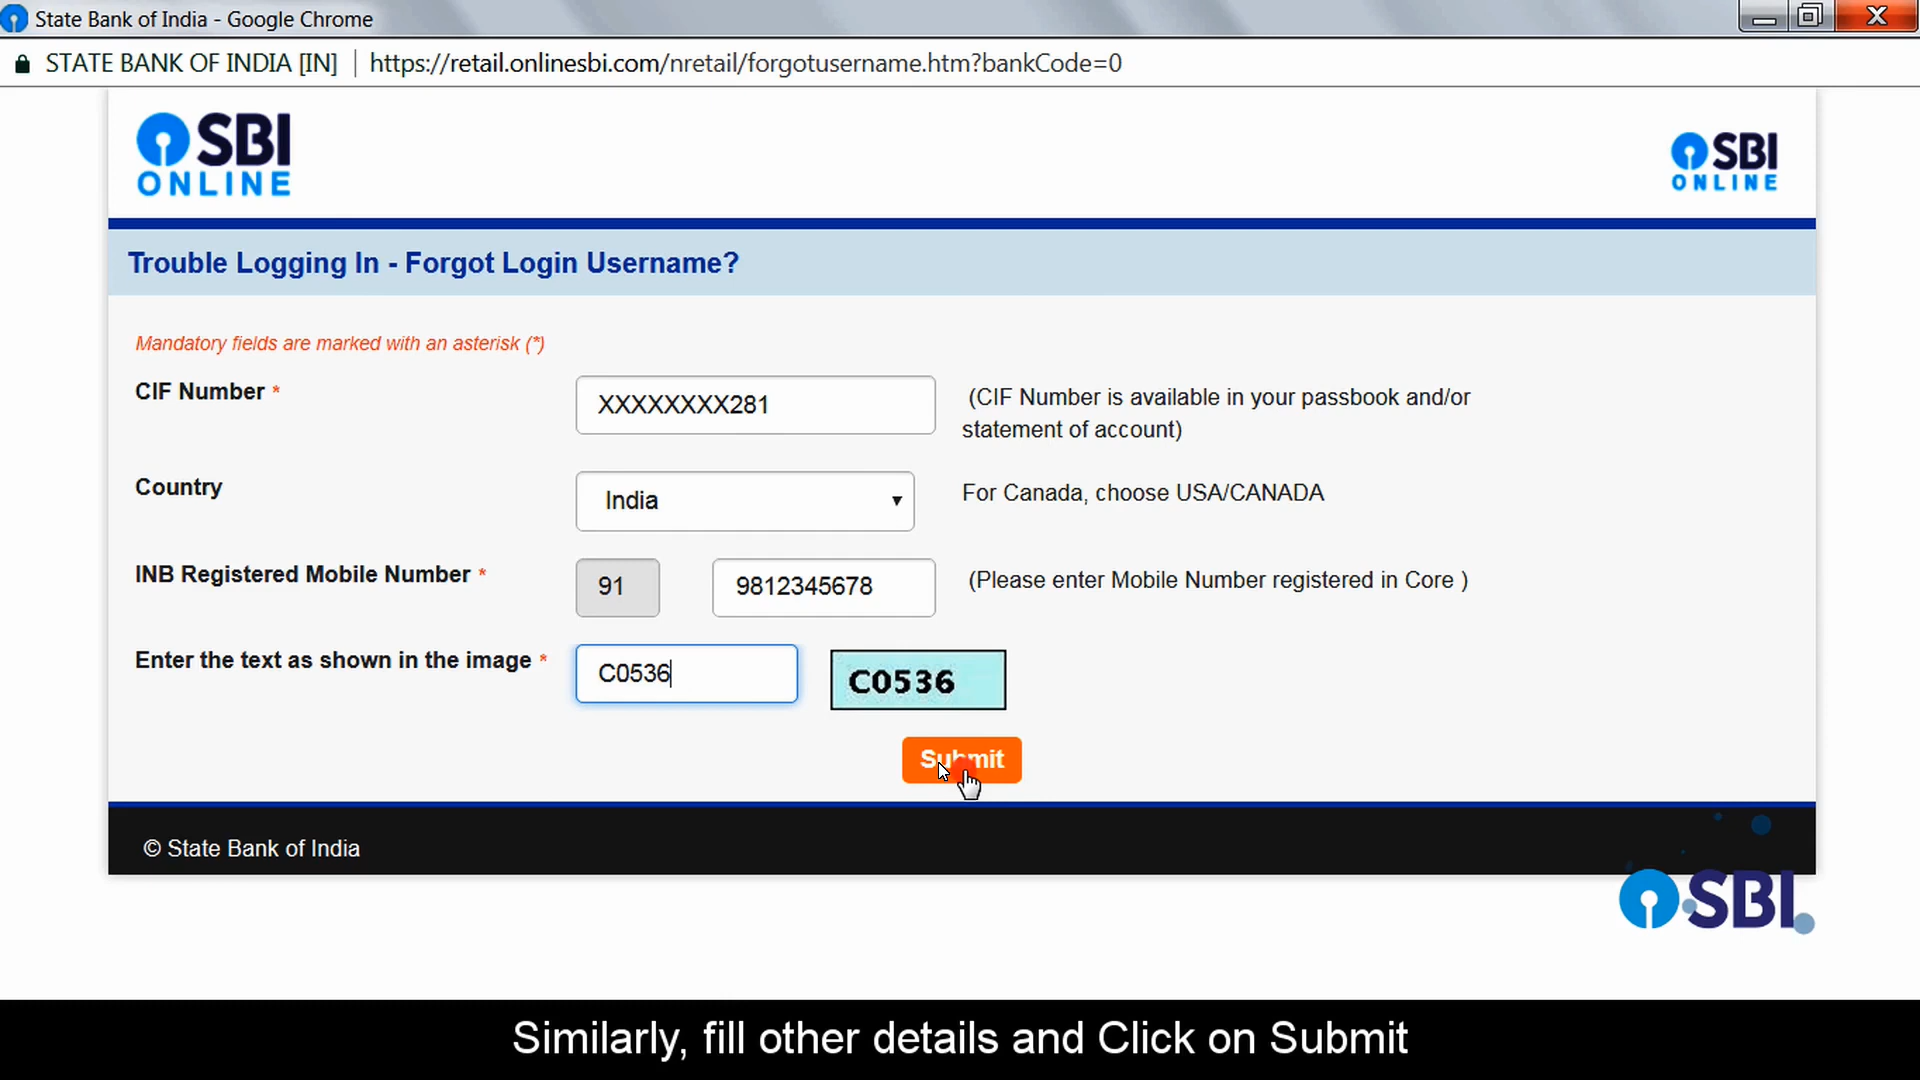 State Bank of India - Google Chrome
STATE BANK OF INDIA [IN] https://retail.onlinesbi.com/nretail/forgotusername.htm?bankCode=0
SBI
ONLINE
SBI
ONLINE
Trouble Logging In - Forgot Login Username?
Mandatory fields are marked with an asterisk (*)
CIF Number * XXXXXXXX281 (CIF Number is available in your passbook and/or
statement of account)
Country India For Canada, choose USA/CANADA
INB Registered Mobile Number * 91 9812345678 (Please enter Mobile Number registered in Core )
Enter the text as shown in the image * C0536 C0536
Submit
© State Bank of India
SBI
Similarly, fill other details and Click on Submit